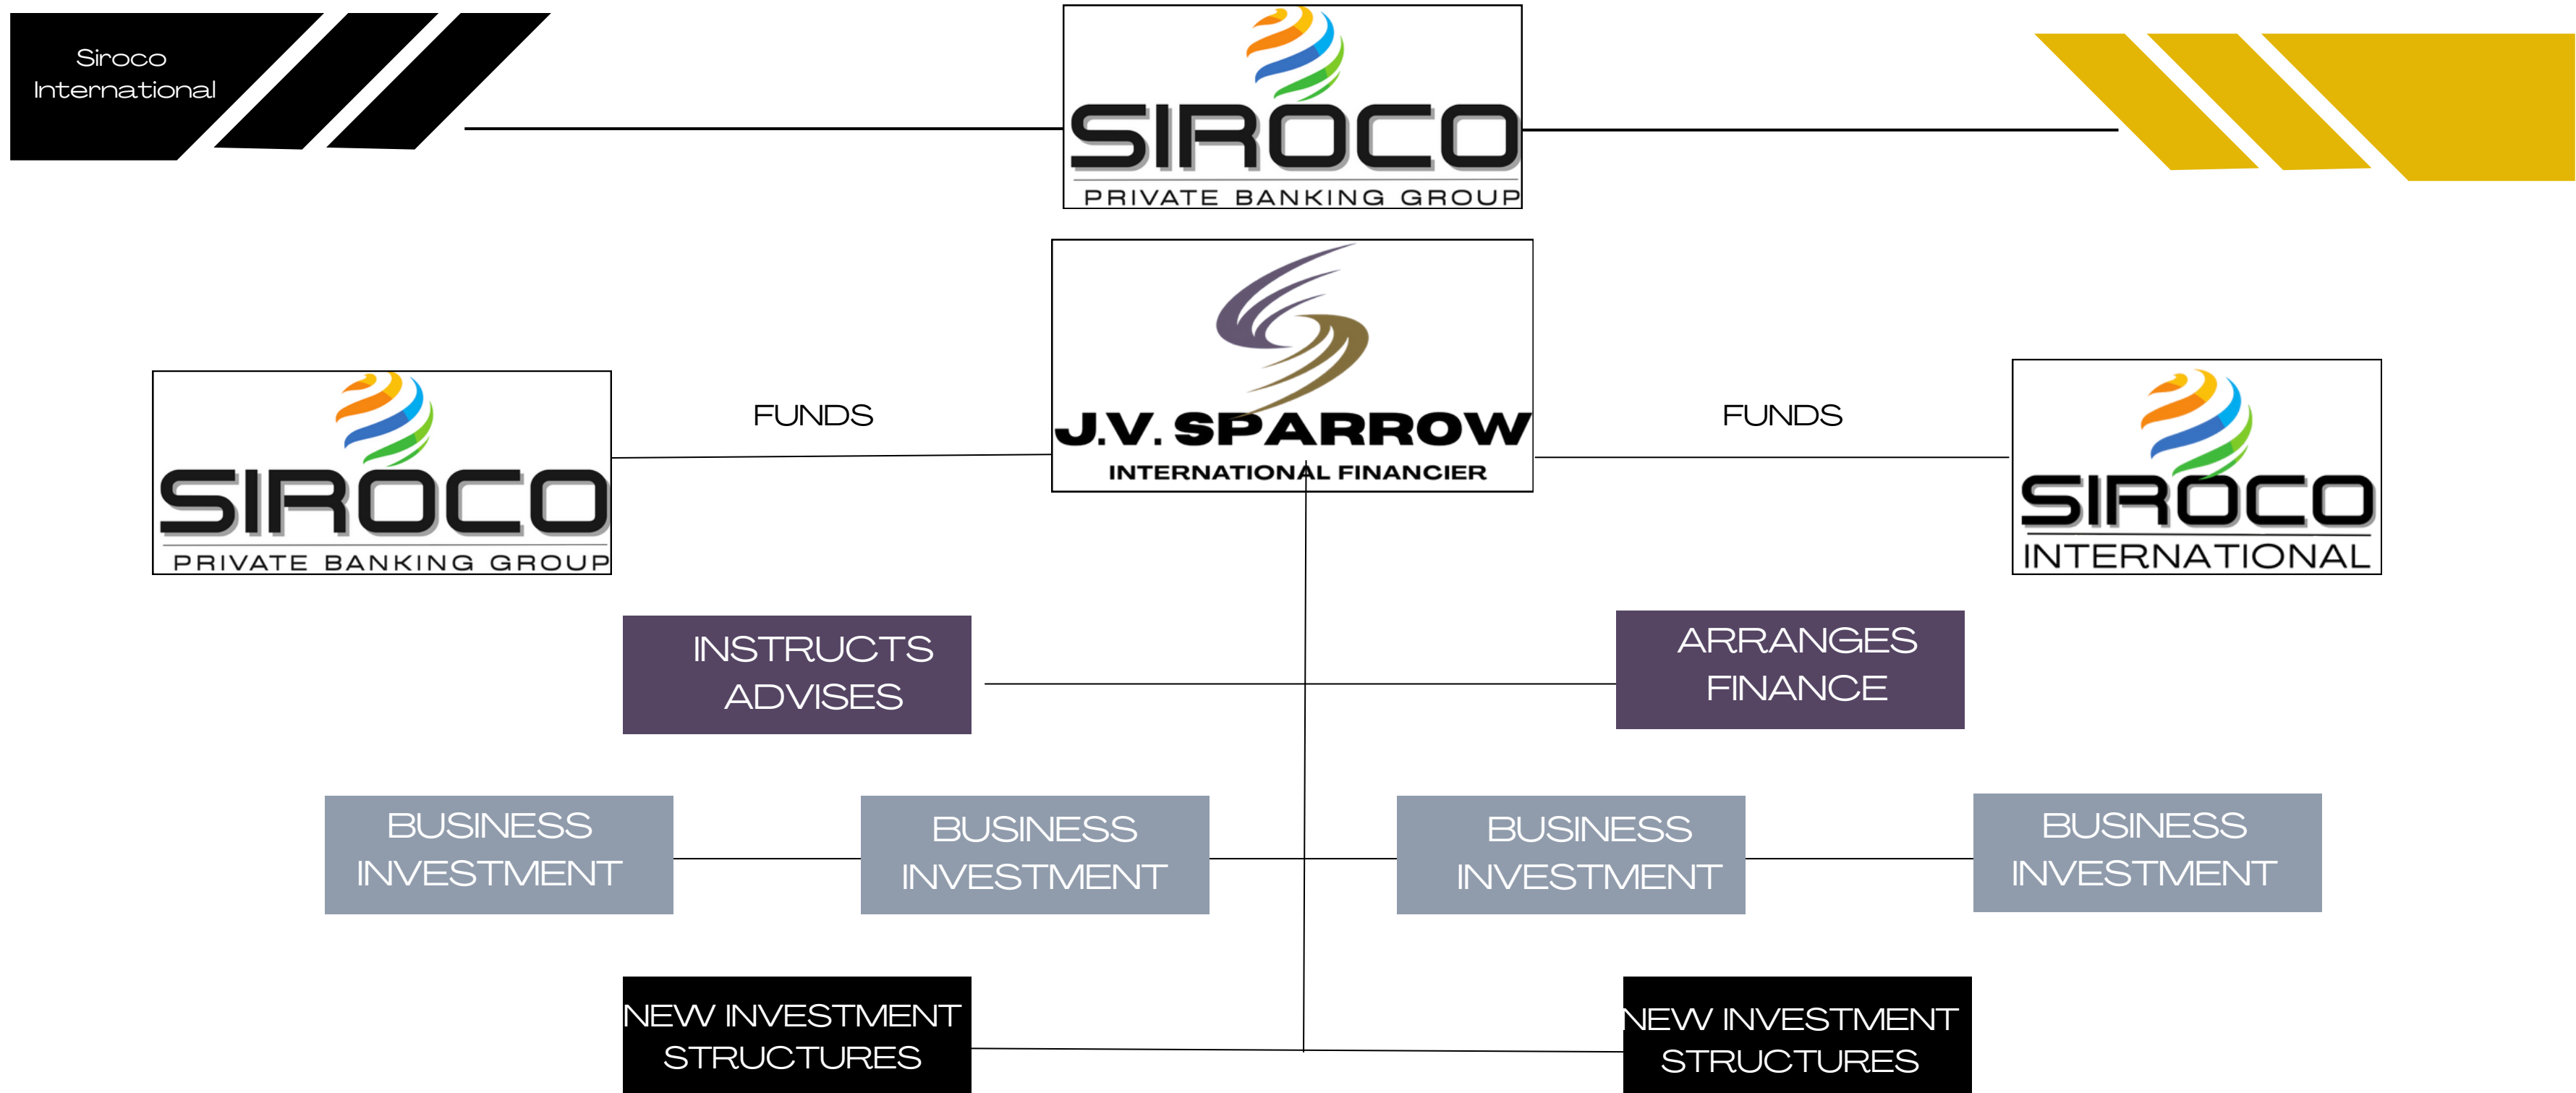 Siroco
International
SIROCO
PRIVATE BANKING GROUP
J.V. SPARROW
INTERNATIONAL FINANCIER
FUNDS
FUNDS
SIROCO
PRIVATE BANKING GROUP
SIROCO
INTERNATIONAL
INSTRUCTS
ADVISES
ARRANGES
FINANCE
BUSINESS
INVESTMENT
BUSINESS
INVESTMENT
BUSINESS
INVESTMENT
BUSINESS
INVESTMENT
NEW INVESTMENT
STRUCTURES
NEW INVESTMENT
STRUCTURES